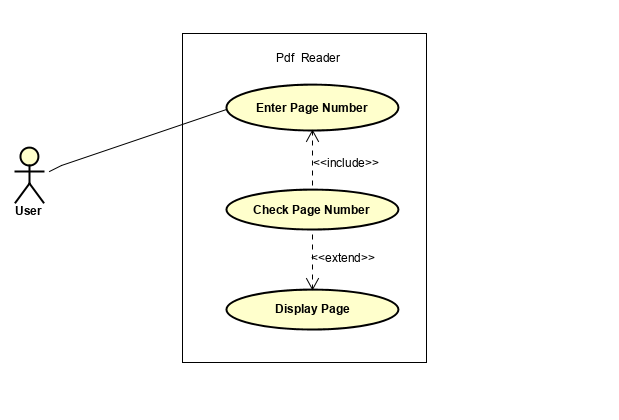 Pdf Reader
Enter Page Number
<<include>>
User
Check Page Number
<<extend>>
Display Page